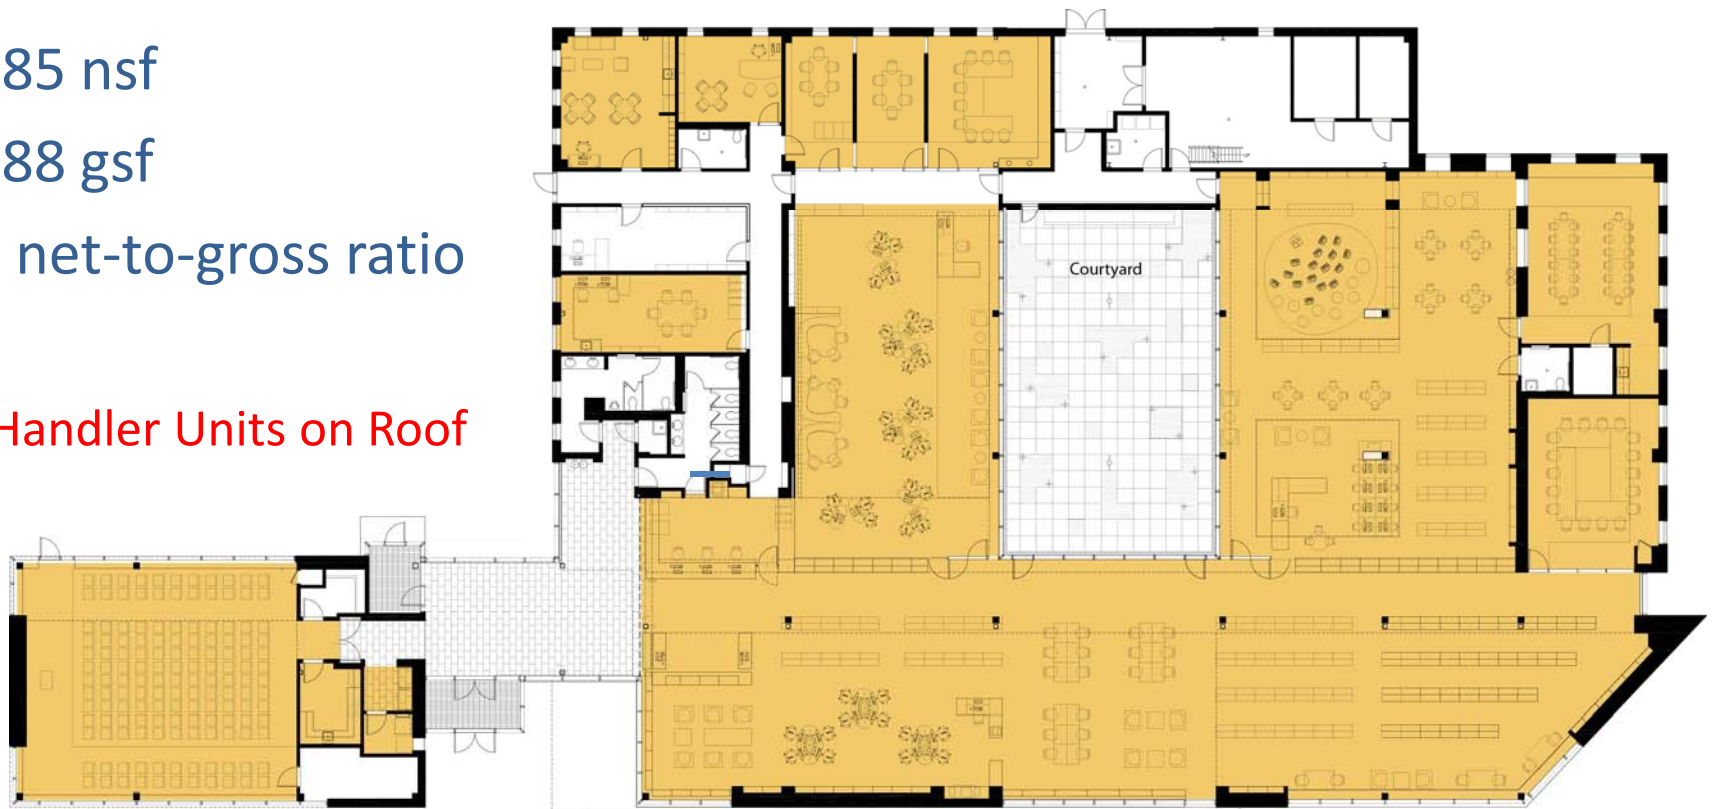 85 nsf
88 gsf
net-to-gross ratio
Handler Units on Roof
Courtyard